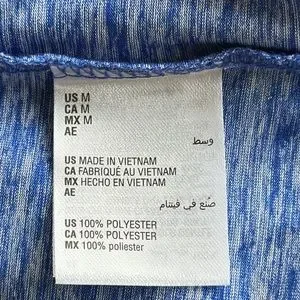 US M
CA M
MX M
AE
وسط
US MADE IN VIETNAM
CA FABRIQUÉ AU VIETNAM
MX HECHO EN VIETNAM
AE
صنع في فيتنام
US 100% POLYESTER
CA 100% POLYESTER
MX 100% poliester